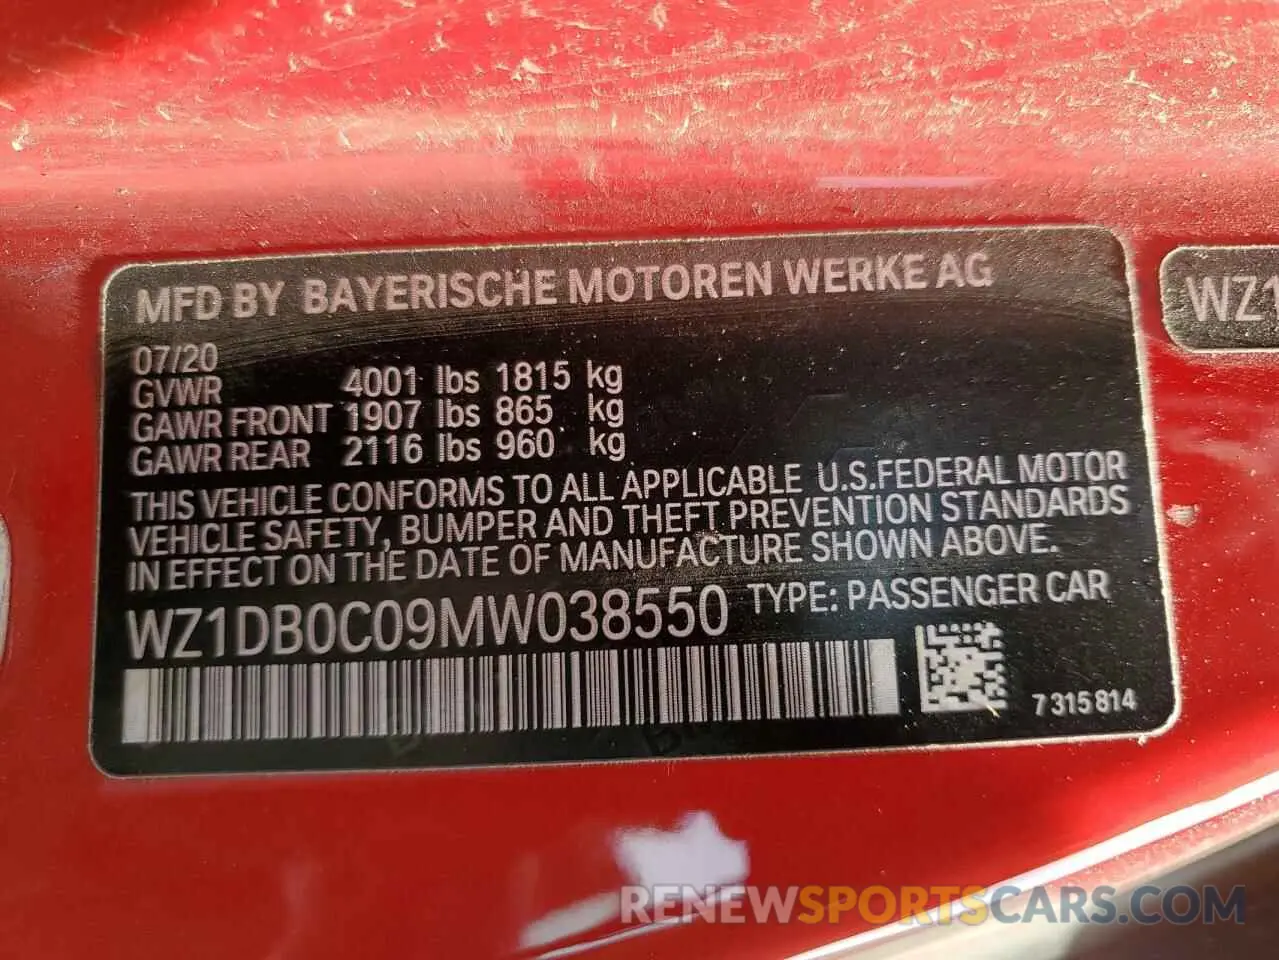 MFD BY BAYERISCHE MOTOREN WERKE AG
WZ1
07/20
GVWR 4001 lbs 1815 kg
GAWR FRONT 1907 lbs 865 kg
GAWR REAR 2116 lbs 960 kg
THIS VEHICLE CONFORMS TO ALL APPLICABLE U.S.FEDERAL MOTOR
VEHICLE SAFETY, BUMPER AND THEFT PREVENTION STANDARDS
IN EFFECT ON THE DATE OF MANUFACTURE SHOWN ABOVE.
WZ1DB0C09MW038550 TYPE: PASSENGER CAR
7315814
RENEWSPORTSCARS.COM